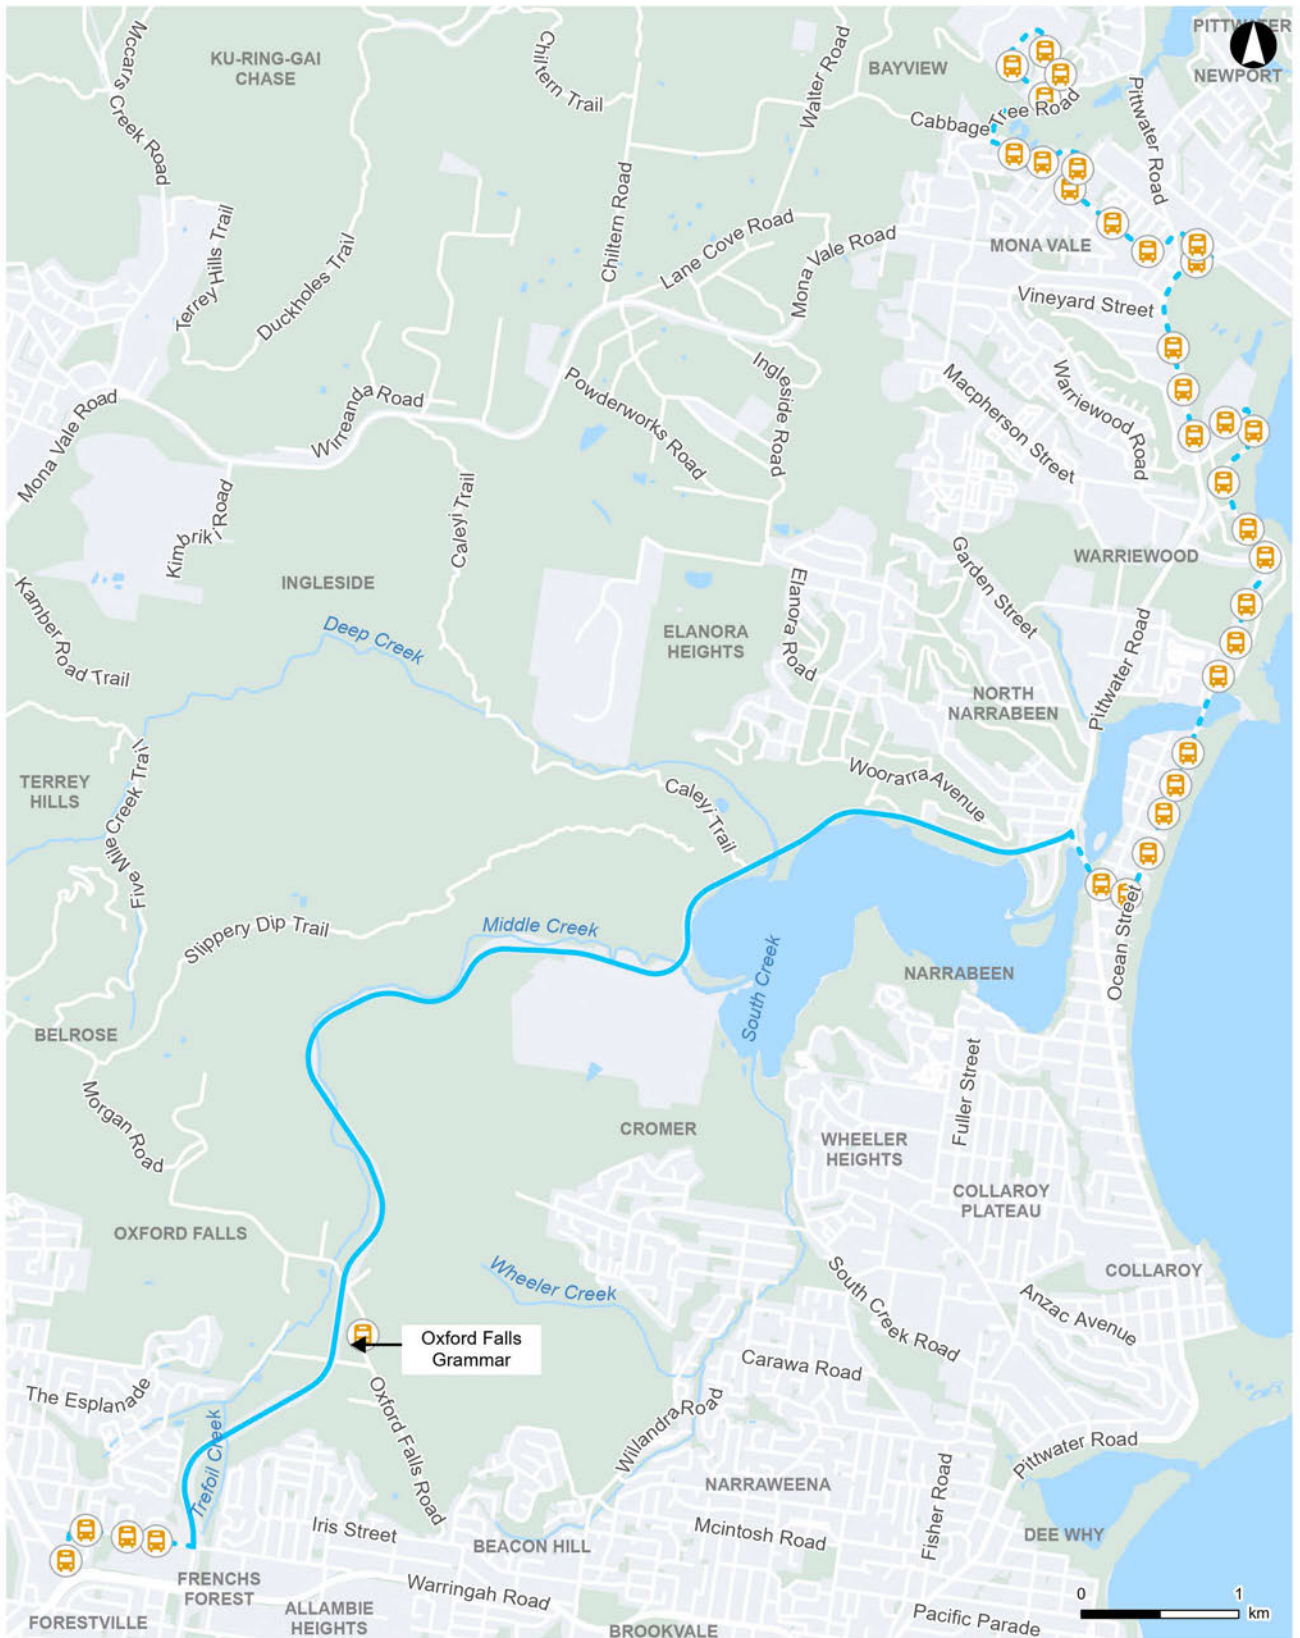 PITTWATER
NEWPORT
KU-RING-GAI
CHASE
BAYVIEW
Mccarrs Creek Road
Chiltern Trail
Walter Road
Pittwater Road
Cabbage Tree Road
Terrey Hills Trail
Duckholes Trail
Chiltern Road
Lane Cove Road
Mona Vale Road
MONA VALE
Vineyard Street
Mona Vale Road
Wirreanda Road
Powderworks Road
Ingleside Road
Macpherson Street
Warriewood Road
Kimbriki Road
Caleyi Trail
INGLESIDE
WARRIEWOOD
Garden Street
Kamber Road Trail
Deep Creek
ELANORA
HEIGHTS
Elanora Road
NORTH
NARRABEEN
Pittwater Road
TERREY
HILLS
Five Mile Creek Trail
Caleyi Trail
Woorarra Avenue
Slippery Dip Trail
Middle Creek
South Creek
NARRABEEN
Ocean Street
BELROSE
Morgan Road
CROMER
Fuller Street
WHEELER
HEIGHTS
COLLAROY
PLATEAU
OXFORD FALLS
Wheeler Creek
South Creek Road
COLLAROY
Anzac Avenue
Oxford Falls
Grammar
Carawa Road
The Esplanade
Oxford Falls Road
Willandra Road
Pittwater Road
Trefoil Creek
NARRAWEENA
Fisher Road
Iris Street
BEACON HILL
Mcintosh Road
DEE WHY
FRENCHS
FOREST
Warringah Road
ALLAMBIE
HEIGHTS
FORESTVILLE
BROOKVALE
Pacific Parade
0 1
km